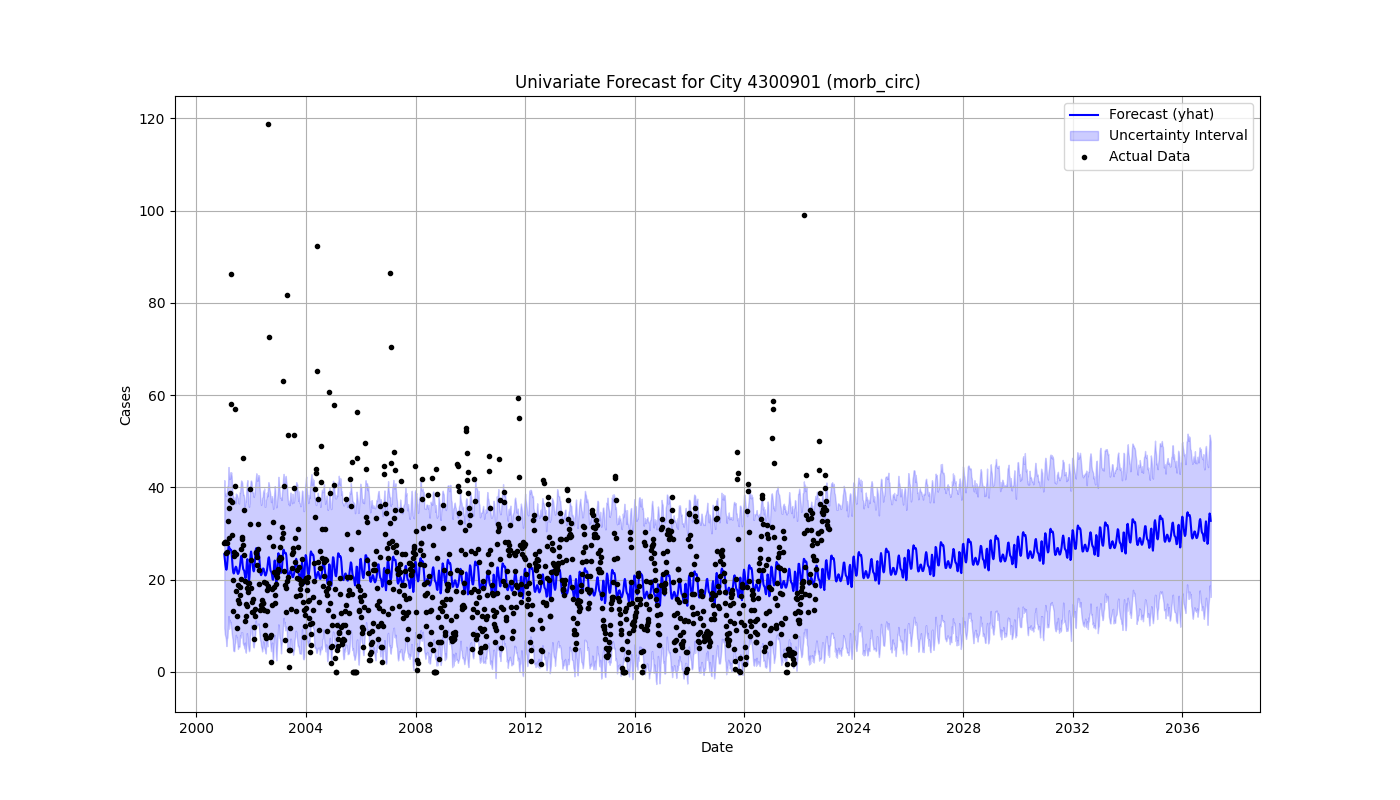 Univariate Forecast for City 4300901 (morb_circ)
Forecast (yhat)
Uncertainty Interval
Actual Data
120
100
80
60
40
20
0
Cases
2000 2004 2008 2012 2016 2020 2024 2028 2032 2036
Date